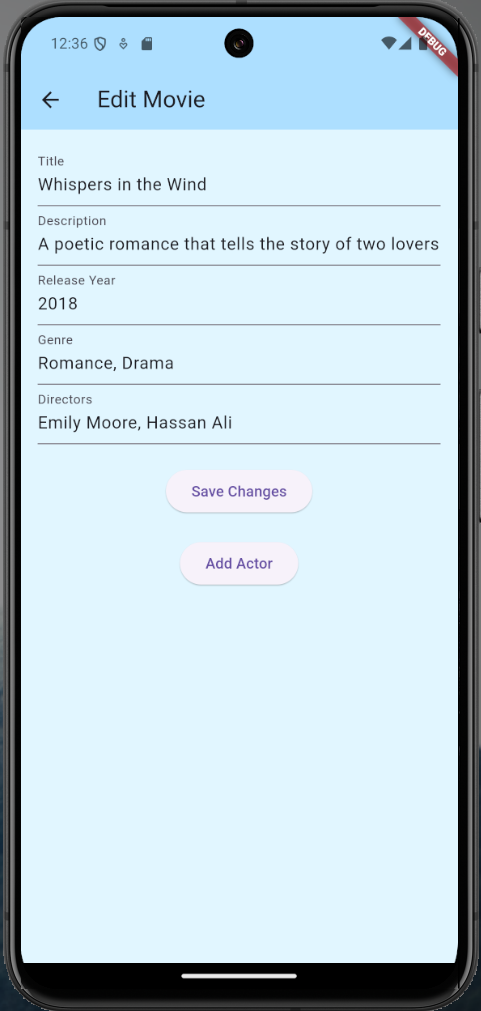 12:36
DEBUG
Edit Movie
Title
Whispers in the Wind
Description
A poetic romance that tells the story of two lovers
Release Year
2018
Genre
Romance, Drama
Directors
Emily Moore, Hassan Ali
Save Changes
Add Actor